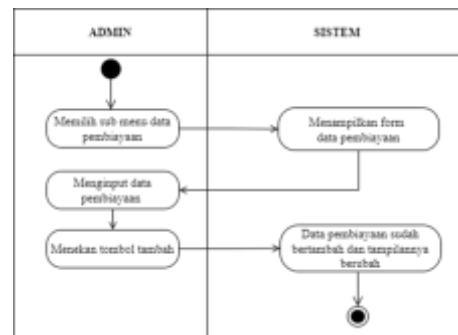 ADMIN
SISTEM
Memilih sub menu data
pembiayaan
Menampilkan form
data pembiayaan
Menginput data
pembiayaan
Menekan tombol tambah
Data pembiayaan sudah
bertambah dan tampilannya
berubah